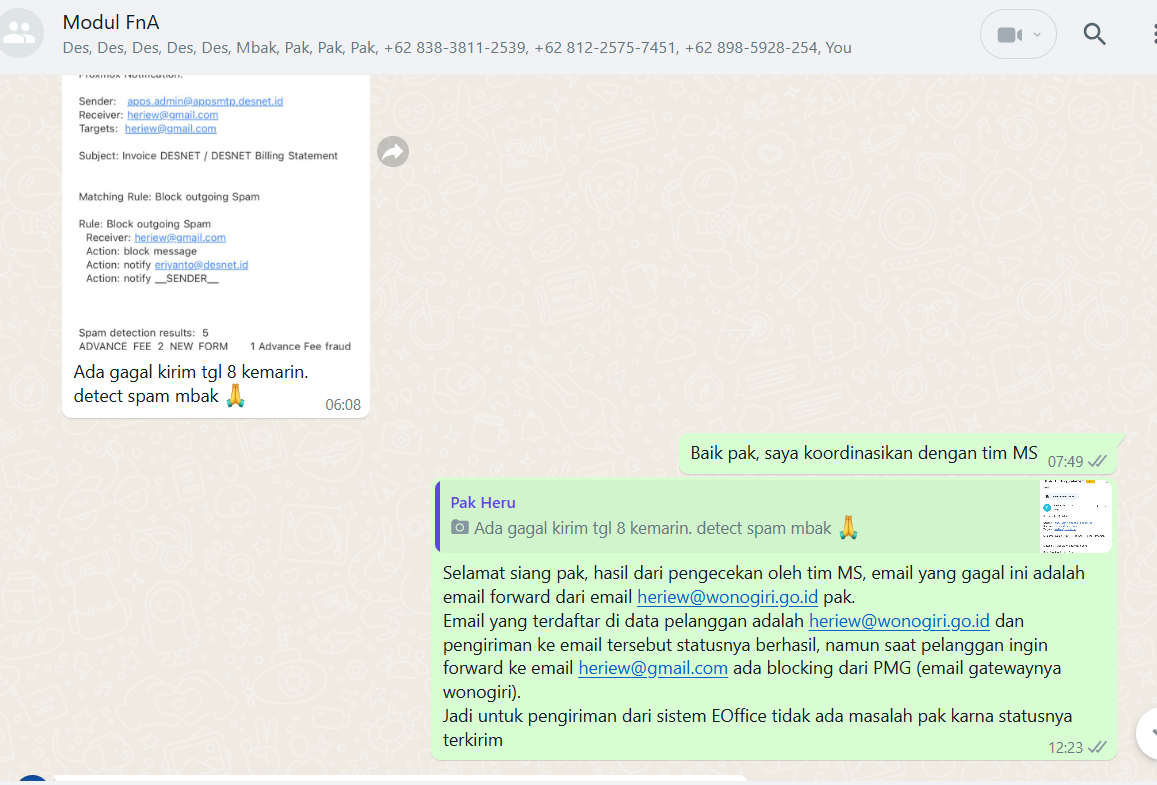 Modul FnA
Des, Des, Des, Des, Des, Mbak, Pak, Pak, Pak, +62 838-3811-2539, +62 812-2575-7451, +62 898-5928-254, You
Proxmox Notification:
Sender: apps.admin@appsmtp.desnet.id
Receiver: heriew@gmail.com
Targets: heriew@gmail.com
Subject: Invoice DESNET / DESNET Billing Statement
Matching Rule: Block outgoing Spam
Rule: Block outgoing Spam
Receiver: heriew@gmail.com
Action: block message
Action: notify eriyanto@desnet.id
Action: notify __SENDER__
Spam detection results: 5
ADVANCE_FEE_2_NEW_FORM 1 Advance Fee fraud
Ada gagal kirim tgl 8 kemarin.
detect spam mbak 🙏
06:08
Baik pak, saya koordinasikan dengan tim MS
07:49
Pak Heru
Ada gagal kirim tgl 8 kemarin. detect spam mbak 🙏
Selamat siang pak, hasil dari pengecekan oleh tim MS, email yang gagal ini adalah
email forward dari email heriew@wonogiri.go.id pak.
Email yang terdaftar di data pelanggan adalah heriew@wonogiri.go.id dan
pengiriman ke email tersebut statusnya berhasil, namun saat pelanggan ingin
forward ke email heriew@gmail.com ada blocking dari PMG (email gatewaynya
wonogiri).
Jadi untuk pengiriman dari sistem EOffice tidak ada masalah pak karna statusnya
terkirim
12:23